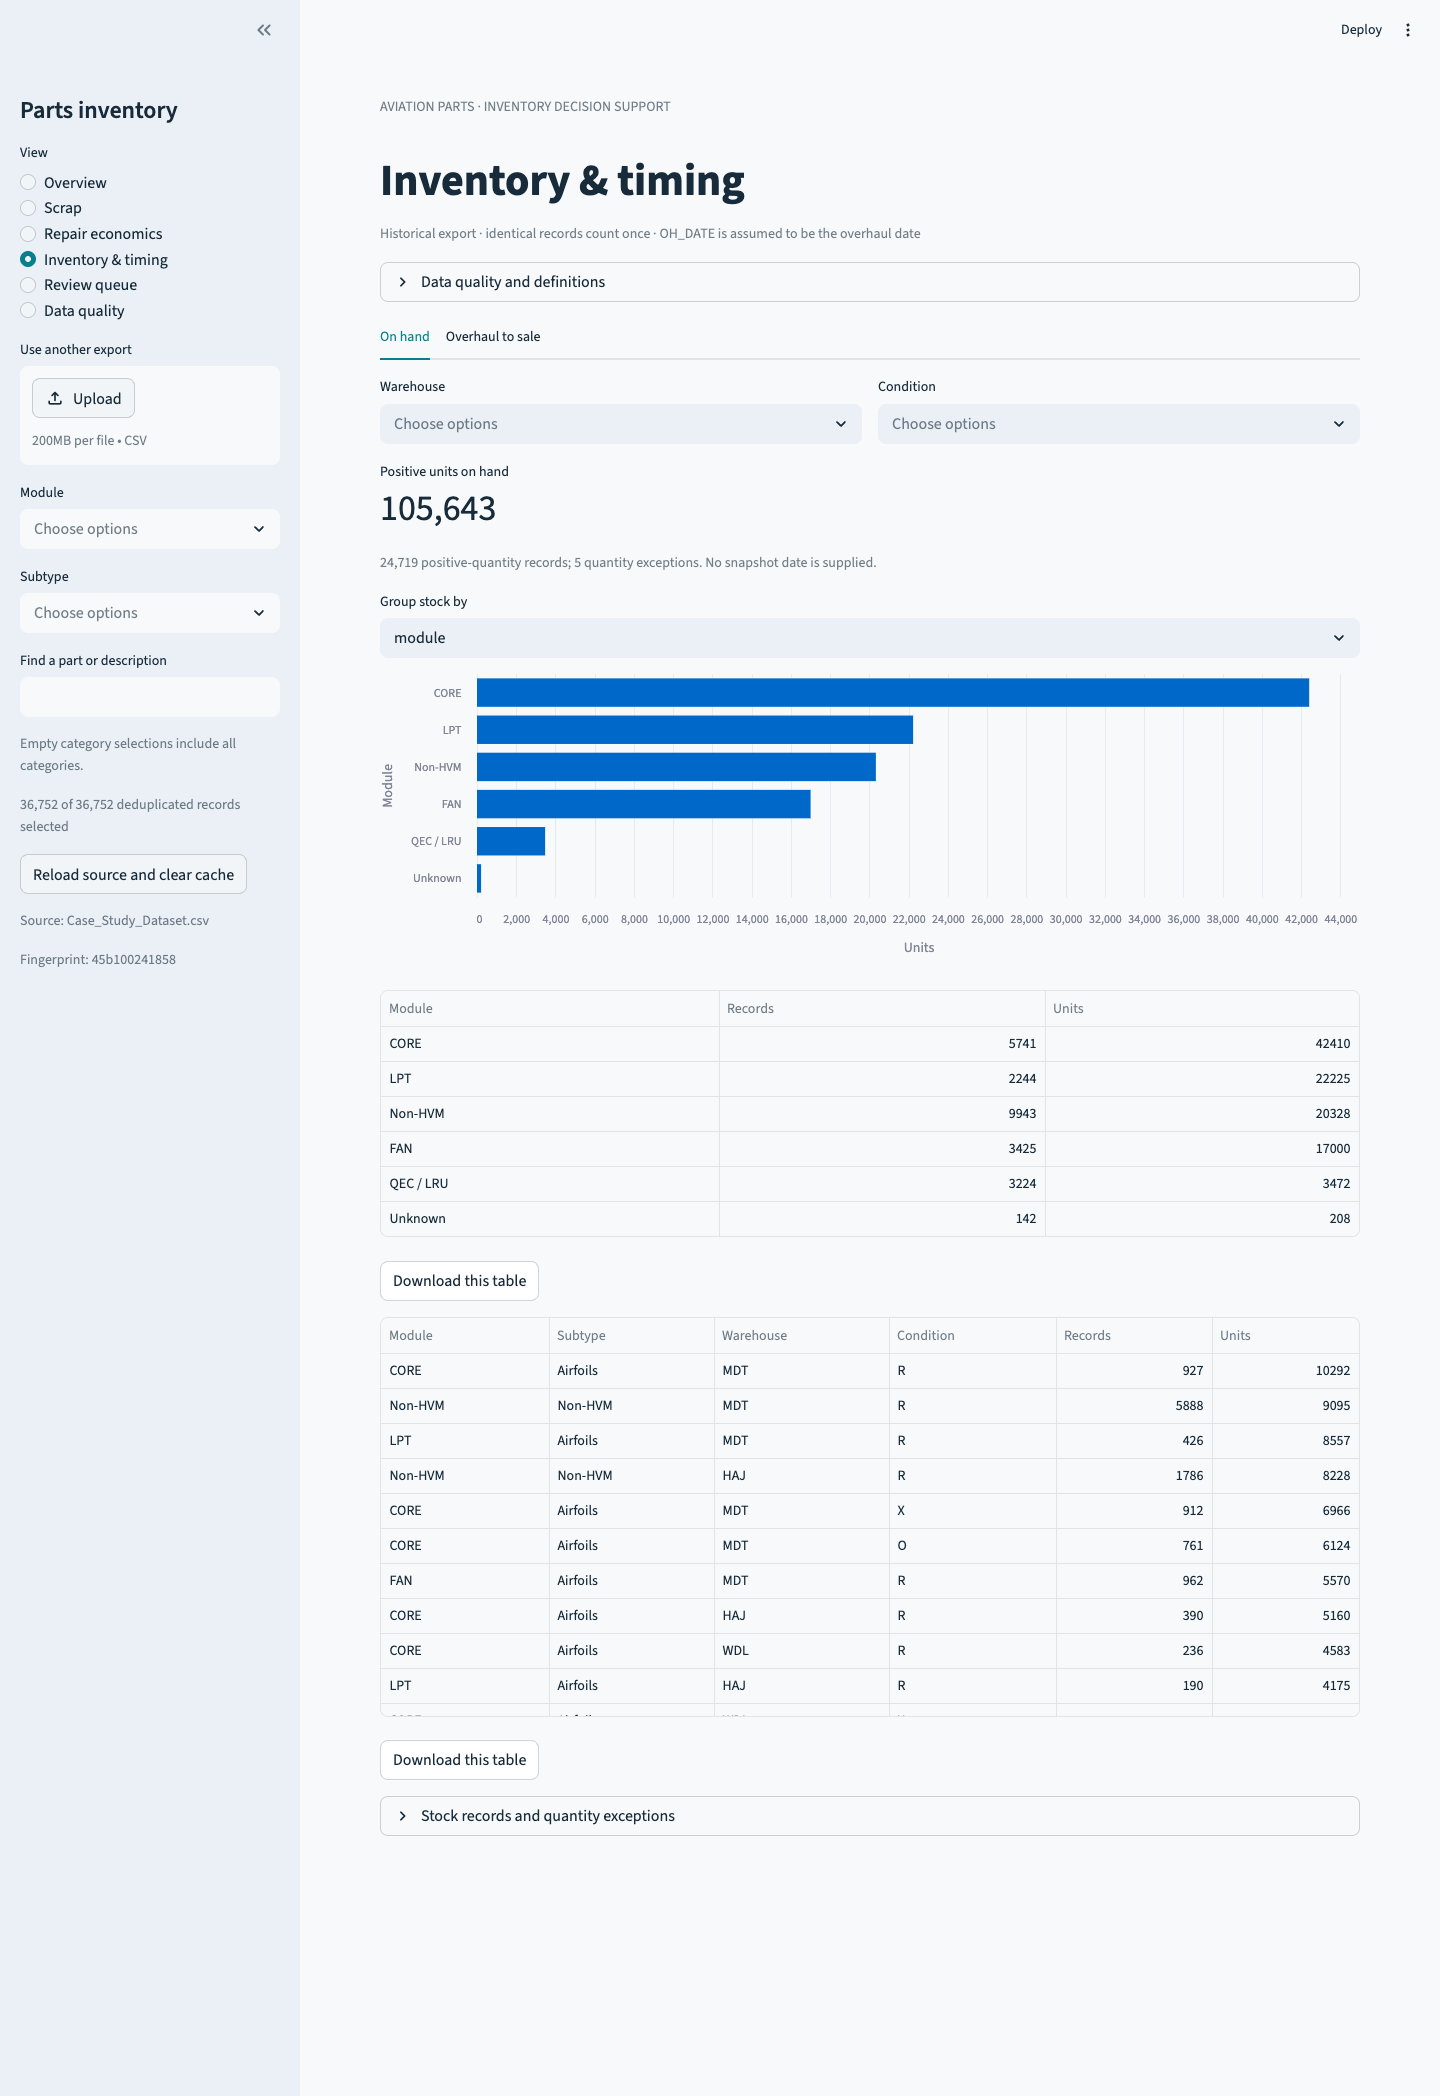 Deploy
Parts inventory
View
Overview
Scrap
Repair economics
Inventory & timing
Review queue
Data quality
Use another export
Upload
200MB per file • CSV
Module
Choose options
Subtype
Choose options
Find a part or description
Empty category selections include all
categories.
36,752 of 36,752 deduplicated records
selected
Reload source and clear cache
Source: Case_Study_Dataset.csv
Fingerprint: 45b100241858
AVIATION PARTS · INVENTORY DECISION SUPPORT
Inventory & timing
Historical export · identical records count once · OH_DATE is assumed to be the overhaul date
Data quality and definitions
On hand Overhaul to sale
Warehouse Condition
Choose options Choose options
Positive units on hand
105,643
24,719 positive-quantity records; 5 quantity exceptions. No snapshot date is supplied.
Group stock by
module
Module
CORE
LPT
Non-HVM
FAN
QEC / LRU
Unknown
0 2,000 4,000 6,000 8,000 10,000 12,000 14,000 16,000 18,000 20,000 22,000 24,000 26,000 28,000 30,000 32,000 34,000 36,000 38,000 40,000 42,000 44,000
Units
Module Records Units
CORE 5741 42410
LPT 2244 22225
Non-HVM 9943 20328
FAN 3425 17000
QEC / LRU 3224 3472
Unknown 142 208
Download this table
Module Subtype Warehouse Condition Records Units
CORE Airfoils MDT R 927 10292
Non-HVM Non-HVM MDT R 5888 9095
LPT Airfoils MDT R 426 8557
Non-HVM Non-HVM HAJ R 1786 8228
CORE Airfoils MDT X 912 6966
CORE Airfoils MDT O 761 6124
FAN Airfoils MDT R 962 5570
CORE Airfoils HAJ R 390 5160
CORE Airfoils WDL R 236 4583
LPT Airfoils HAJ R 190 4175
Download this table
Stock records and quantity exceptions